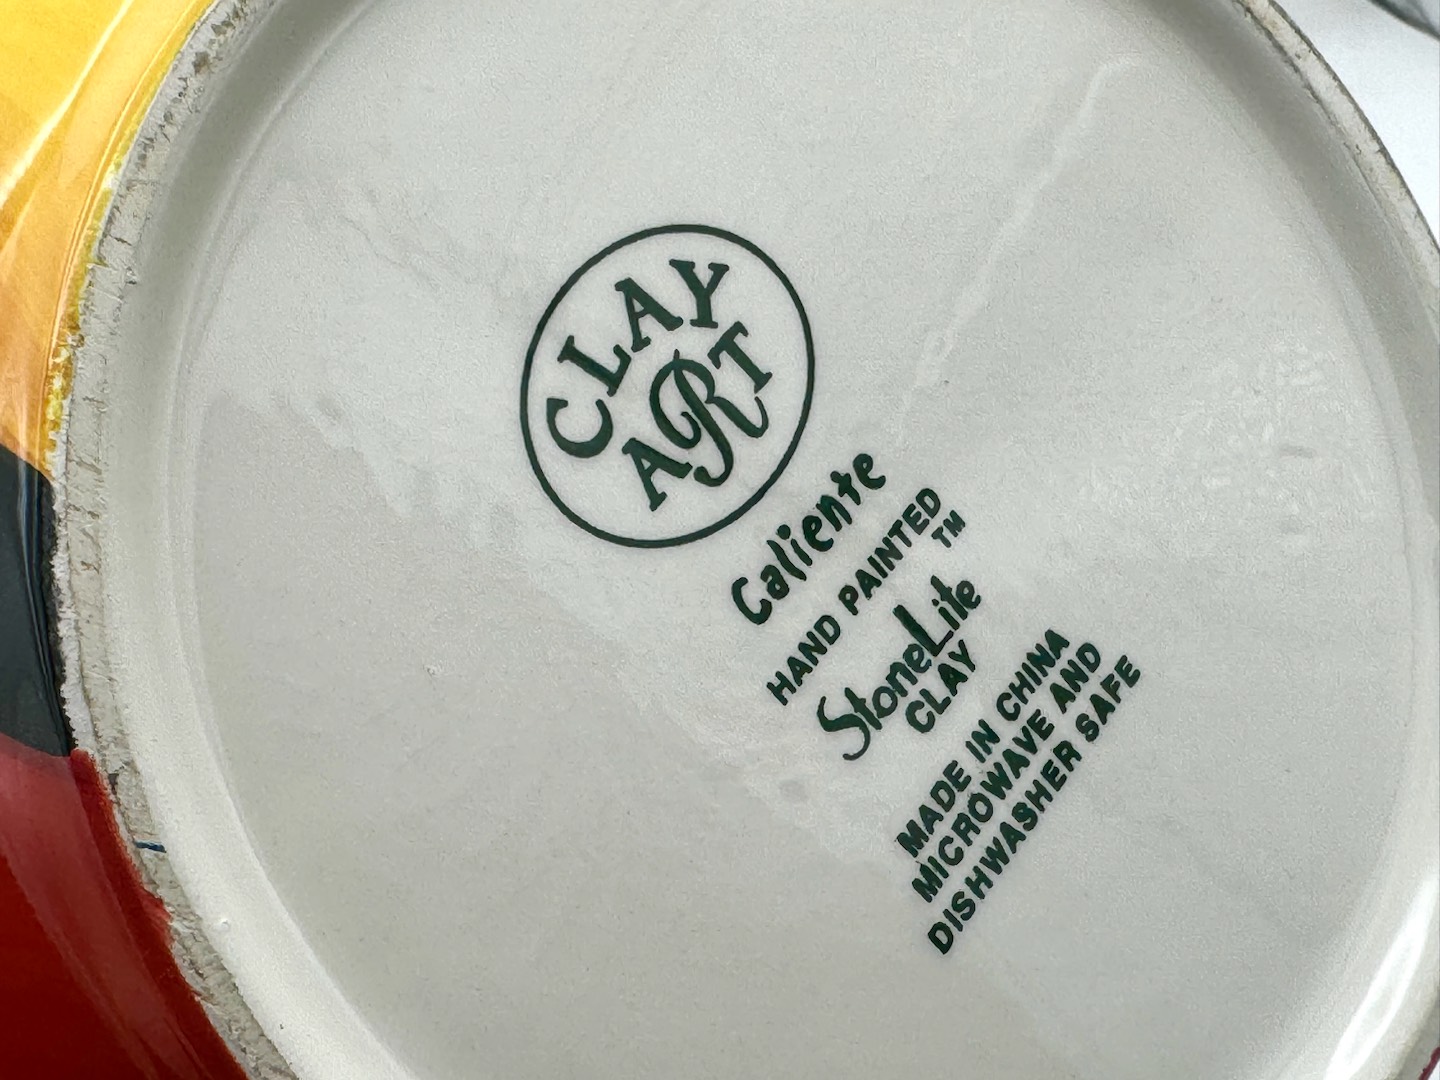 CLAY
ART
Caliente
HAND PAINTED
TM
StoneLite
CLAY
MADE IN CHINA
MICROWAVE AND
DISHWASHER SAFE